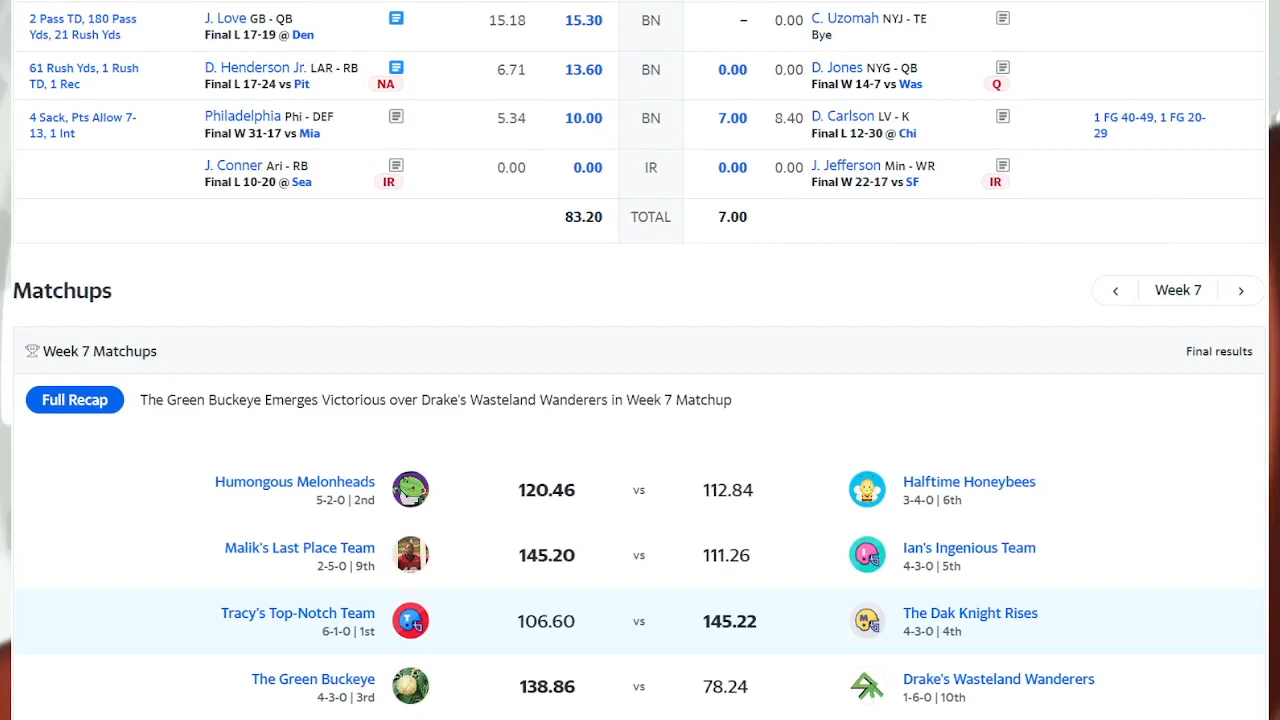 2 Pass TD, 180 Pass Yds, 21 Rush Yds
J. Love GB - QB
Final L 17-19 @ Den
15.18 15.30 BN – 0.00
C. Uzomah NYJ - TE
Bye
61 Rush Yds, 1 Rush TD, 1 Rec
D. Henderson Jr. LAR - RB
Final L 17-24 vs Pit NA
6.71 13.60 BN 0.00 0.00
D. Jones NYG - QB
Final W 14-7 vs Was Q
4 Sack, Pts Allow 7-13, 1 Int
Philadelphia Phi - DEF
Final W 31-17 vs Mia
5.34 10.00 BN 7.00 8.40
D. Carlson LV - K
Final L 12-30 @ Chi
1 FG 40-49, 1 FG 20-29
J. Conner Ari - RB
Final L 10-20 @ Sea IR
0.00 0.00 IR 0.00 0.00
J. Jefferson Min - WR
Final W 22-17 vs SF IR
83.20 TOTAL 7.00
Matchups
‹ Week 7 ›
Week 7 Matchups
Final results
Full Recap The Green Buckeye Emerges Victorious over Drake's Wasteland Wanderers in Week 7 Matchup
Humongous Melonheads
5-2-0 | 2nd
120.46 vs 112.84
Halftime Honeybees
3-4-0 | 6th
Malik's Last Place Team
2-5-0 | 9th
145.20 vs 111.26
Ian's Ingenious Team
4-3-0 | 5th
Tracy's Top-Notch Team
6-1-0 | 1st
106.60 vs 145.22
The Dak Knight Rises
4-3-0 | 4th
The Green Buckeye
4-3-0 | 3rd
138.86 vs 78.24
Drake's Wasteland Wanderers
1-6-0 | 10th